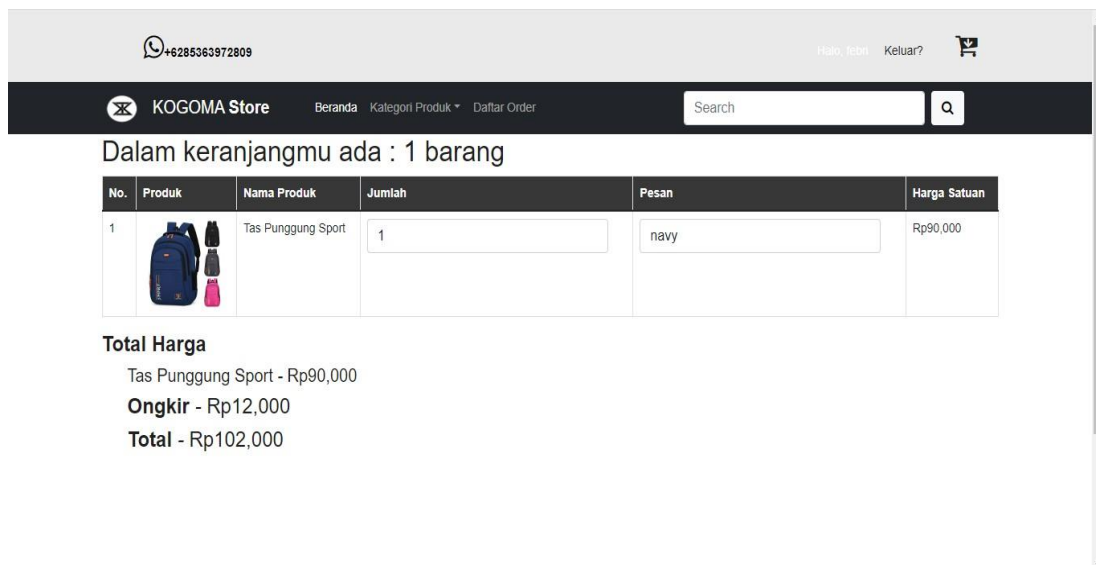 +6285363972809 Halo, febri Keluar?
KOGOMA Store Beranda Kategori Produk Daftar Order Search
Dalam keranjangmu ada : 1 barang
No. Produk Nama Produk Jumlah Pesan Harga Satuan
1 Tas Punggung Sport 1 navy Rp90,000
Total Harga
Tas Punggung Sport - Rp90,000
Ongkir - Rp12,000
Total - Rp102,000